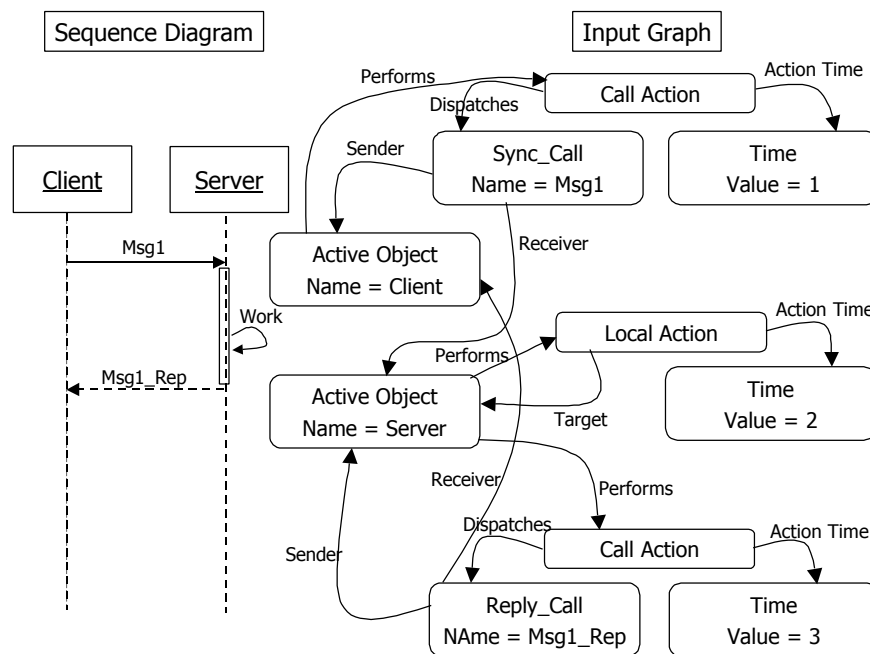 Sequence Diagram
Input Graph
Performs
Call Action
Action Time
Dispatches
Sender
Sync_Call
Name = Msg1
Time
Value = 1
Client
Server
Msg1
Receiver
Active Object
Name = Client
Work
Performs
Local Action
Action Time
Msg1_Rep
Active Object
Name = Server
Target
Time
Value = 2
Receiver
Performs
Dispatches
Sender
Call Action
Action Time
Reply_Call
NAme = Msg1_Rep
Time
Value = 3